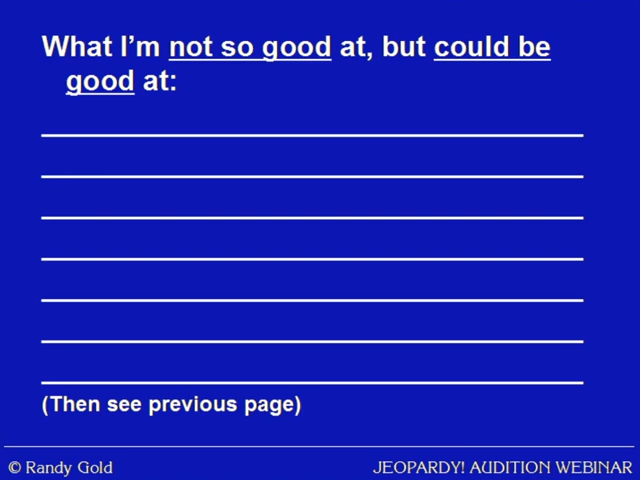 What I'm not so good at, but could be
good at:
(Then see previous page)
© Randy Gold
JEOPARDY! AUDITION WEBINAR